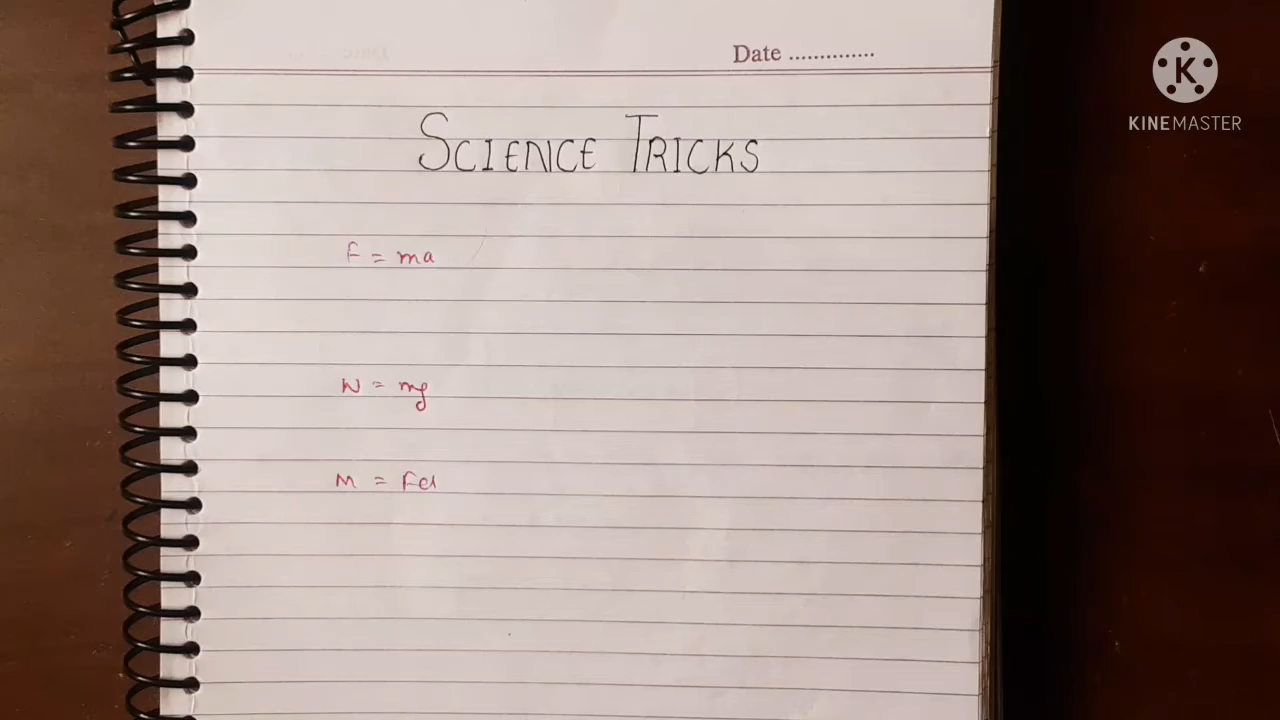 Date ..............
KINEMASTER
SCIENCE TRICKS
F = ma
W = mg
M = Fd